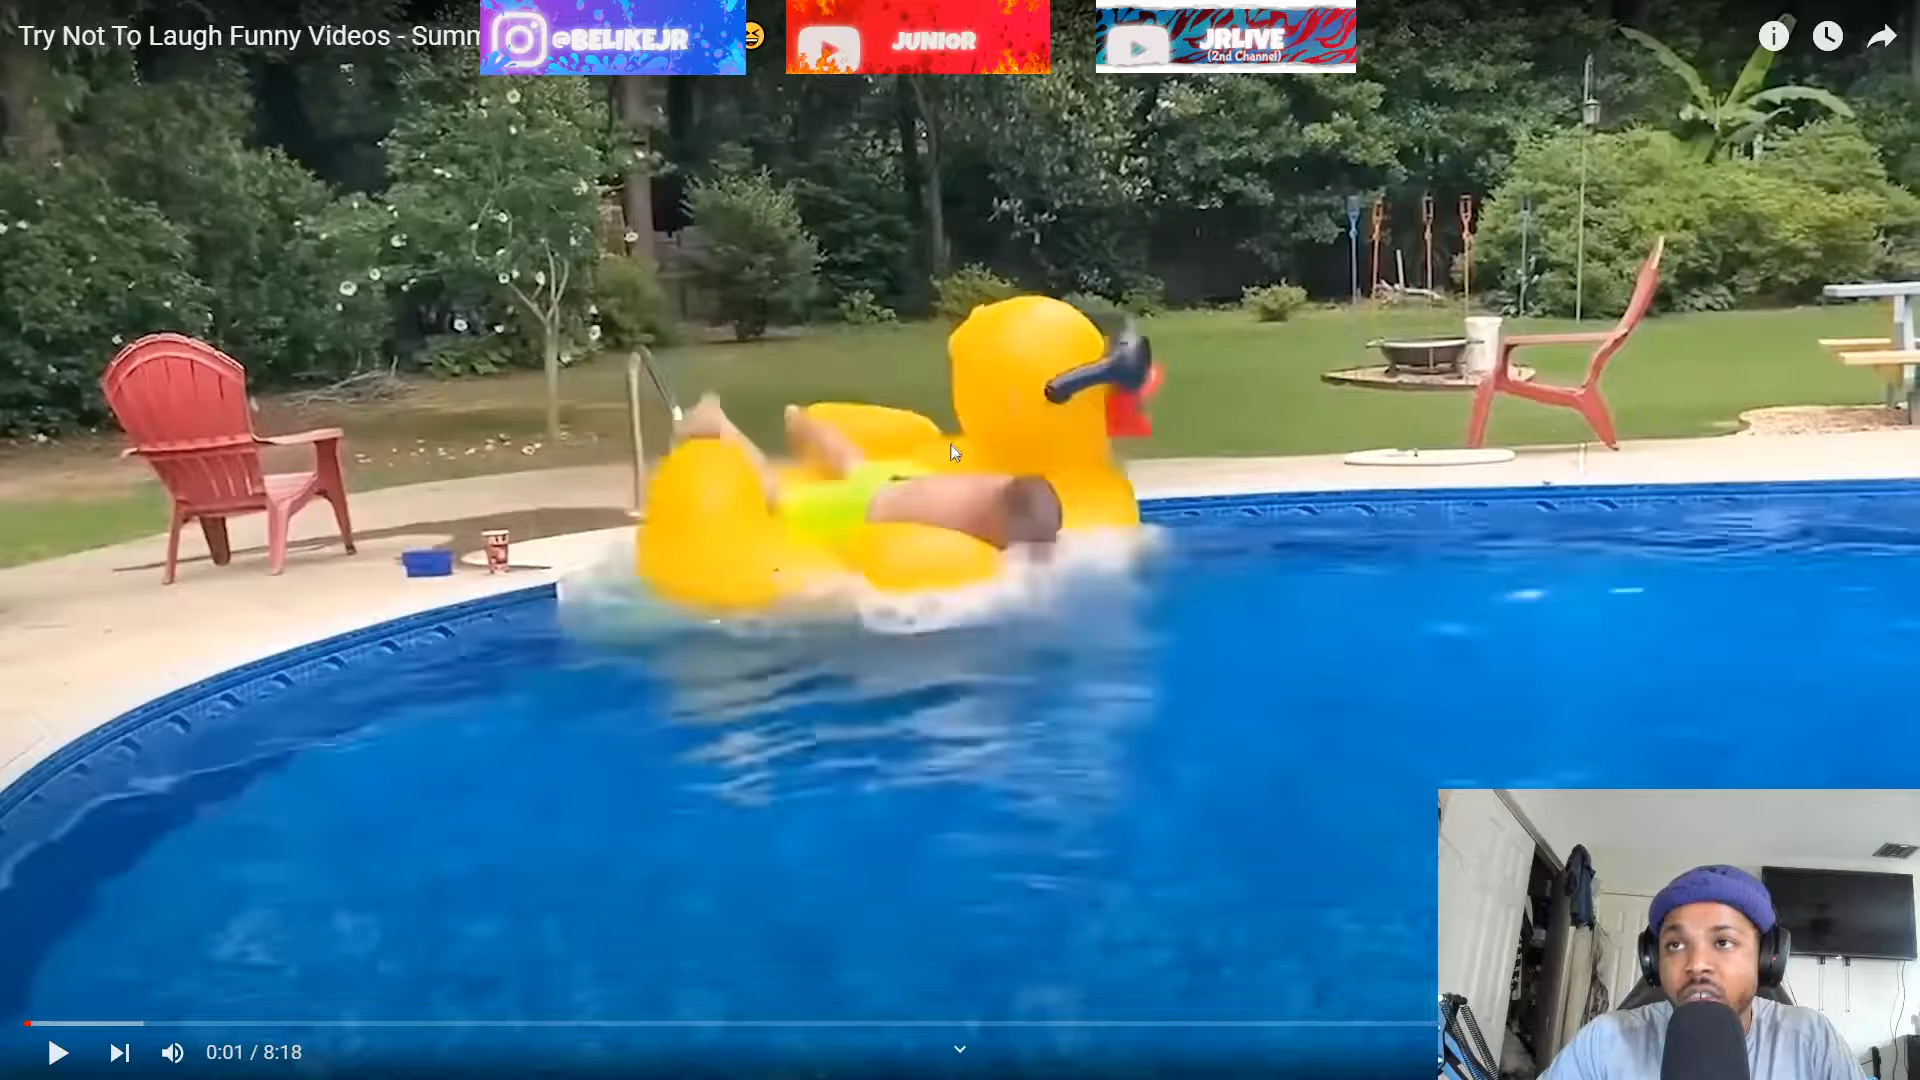 Try Not To Laugh Funny Videos - Summ
@BELIKEJR
JUNIOR
JRLIVE
(2nd Channel)
0:01 / 8:18